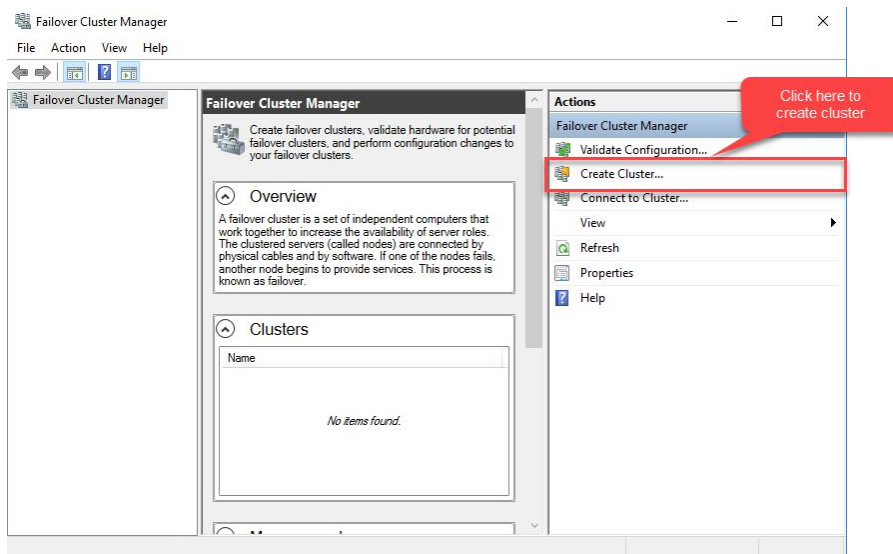 Failover Cluster Manager
File Action View Help
Failover Cluster Manager
Failover Cluster Manager
Create failover clusters, validate hardware for potential
failover clusters, and perform configuration changes to
your failover clusters.
Overview
A failover cluster is a set of independent computers that
work together to increase the availability of server roles.
The clustered servers (called nodes) are connected by
physical cables and by software. If one of the nodes fails,
another node begins to provide services. This process is
known as failover.
Clusters
Name
No items found.
Actions
Failover Cluster Manager
Validate Configuration...
Create Cluster...
Connect to Cluster...
View
Refresh
Properties
Help
Click here to
create cluster